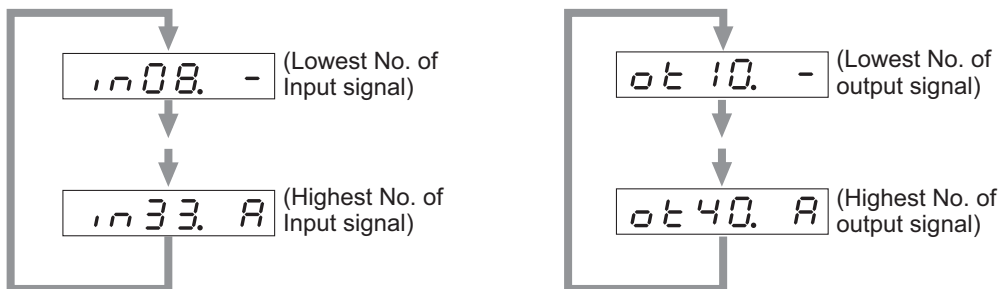 in08. -
(Lowest No. of
Input signal)
in33. A
(Highest No. of
Input signal)
ot10. -
(Lowest No. of
output signal)
ot40. A
(Highest No. of
output signal)